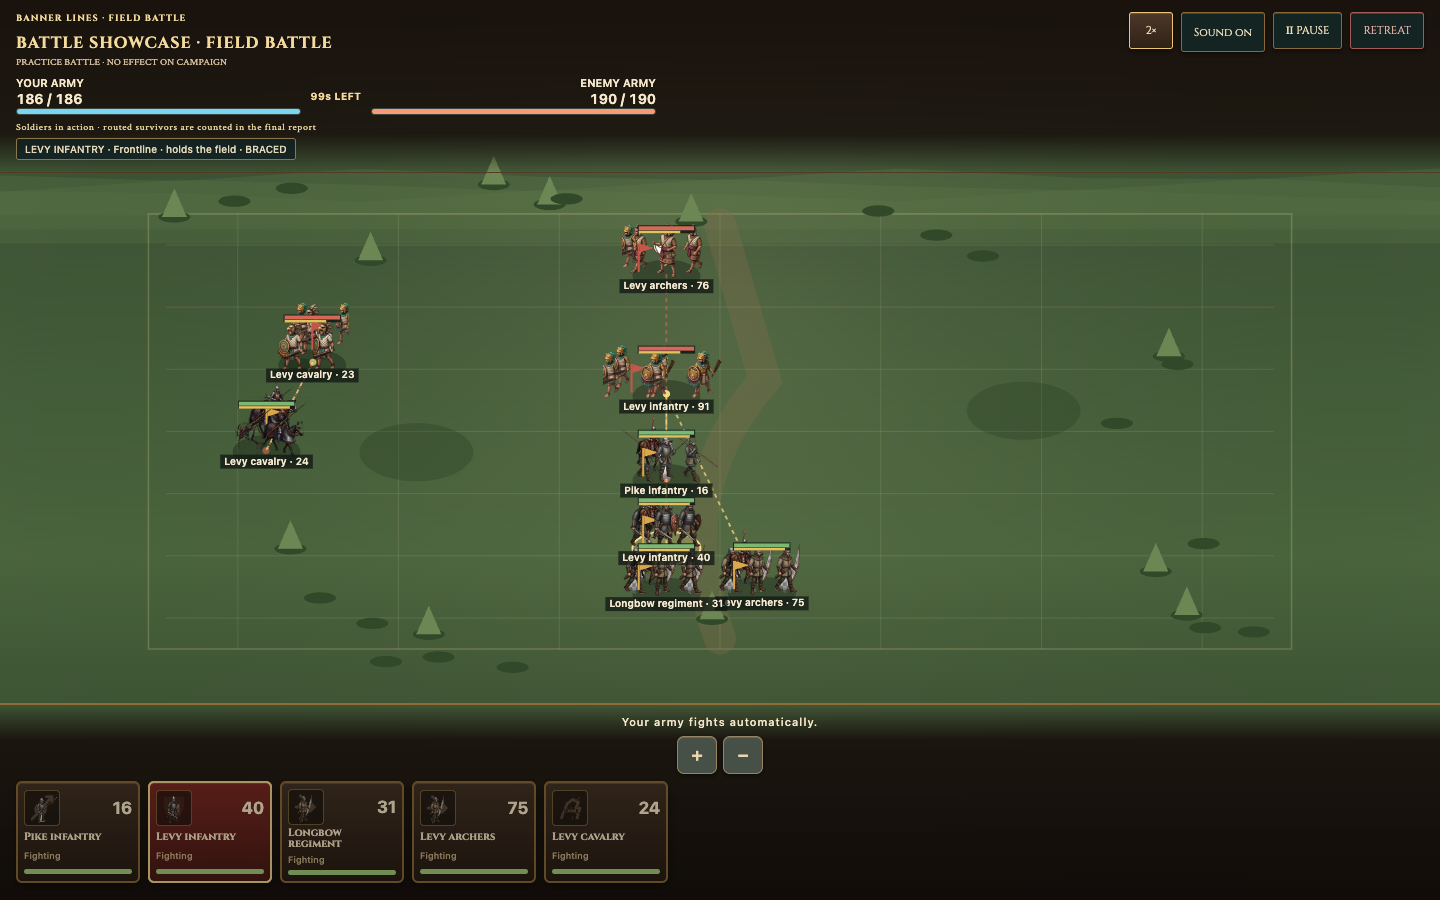 BANNER LINES · FIELD BATTLE
BATTLE SHOWCASE · FIELD BATTLE
PRACTICE BATTLE · NO EFFECT ON CAMPAIGN
2×
SOUND ON
II PAUSE
RETREAT
YOUR ARMY
186 / 186
99s LEFT
ENEMY ARMY
190 / 190
Soldiers in action · routed survivors are counted in the final report
LEVY INFANTRY · Frontline · holds the field · BRACED
Levy archers · 76
Levy cavalry · 23
Levy infantry · 91
Levy cavalry · 24
Pike infantry · 16
Levy infantry · 40
Longbow regiment · 31
evy archers · 75
Your army fights automatically.
+
−
16
PIKE INFANTRY
Fighting
40
LEVY INFANTRY
Fighting
31
LONGBOW
REGIMENT
Fighting
75
LEVY ARCHERS
Fighting
24
LEVY CAVALRY
Fighting